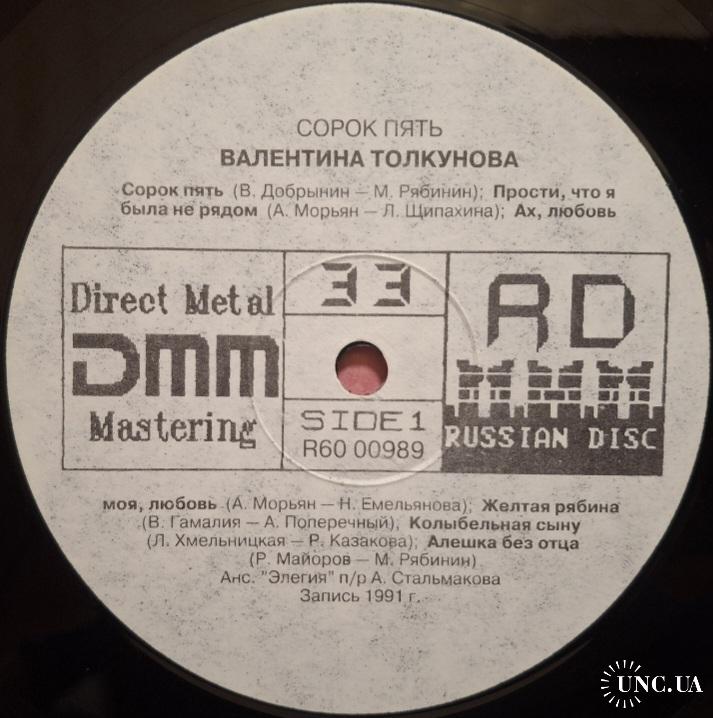 СОРОК ПЯТЬ
ВАЛЕНТИНА ТОЛКУНОВА
Сорок пять (В. Добрынин — М. Рябинин); Прости, что я
была не рядом (А. Морьян — Л. Щипахина); Ах, любовь
Direct Metal
DMM
Mastering
33
SIDE 1
R60 00989
RD
RUSSIAN DISC
моя, любовь (А. Морьян — Н. Емельянова); Желтая рябина
(В. Гамалия — А. Поперечный); Колыбельная сыну
(Л. Хмельницкая — Р. Казакова); Алешка без отца
(Р. Майоров — М. Рябинин)
Анс. "Элегия" п/р А. Стальмакова
Запись 1991 г.
UNC.UA